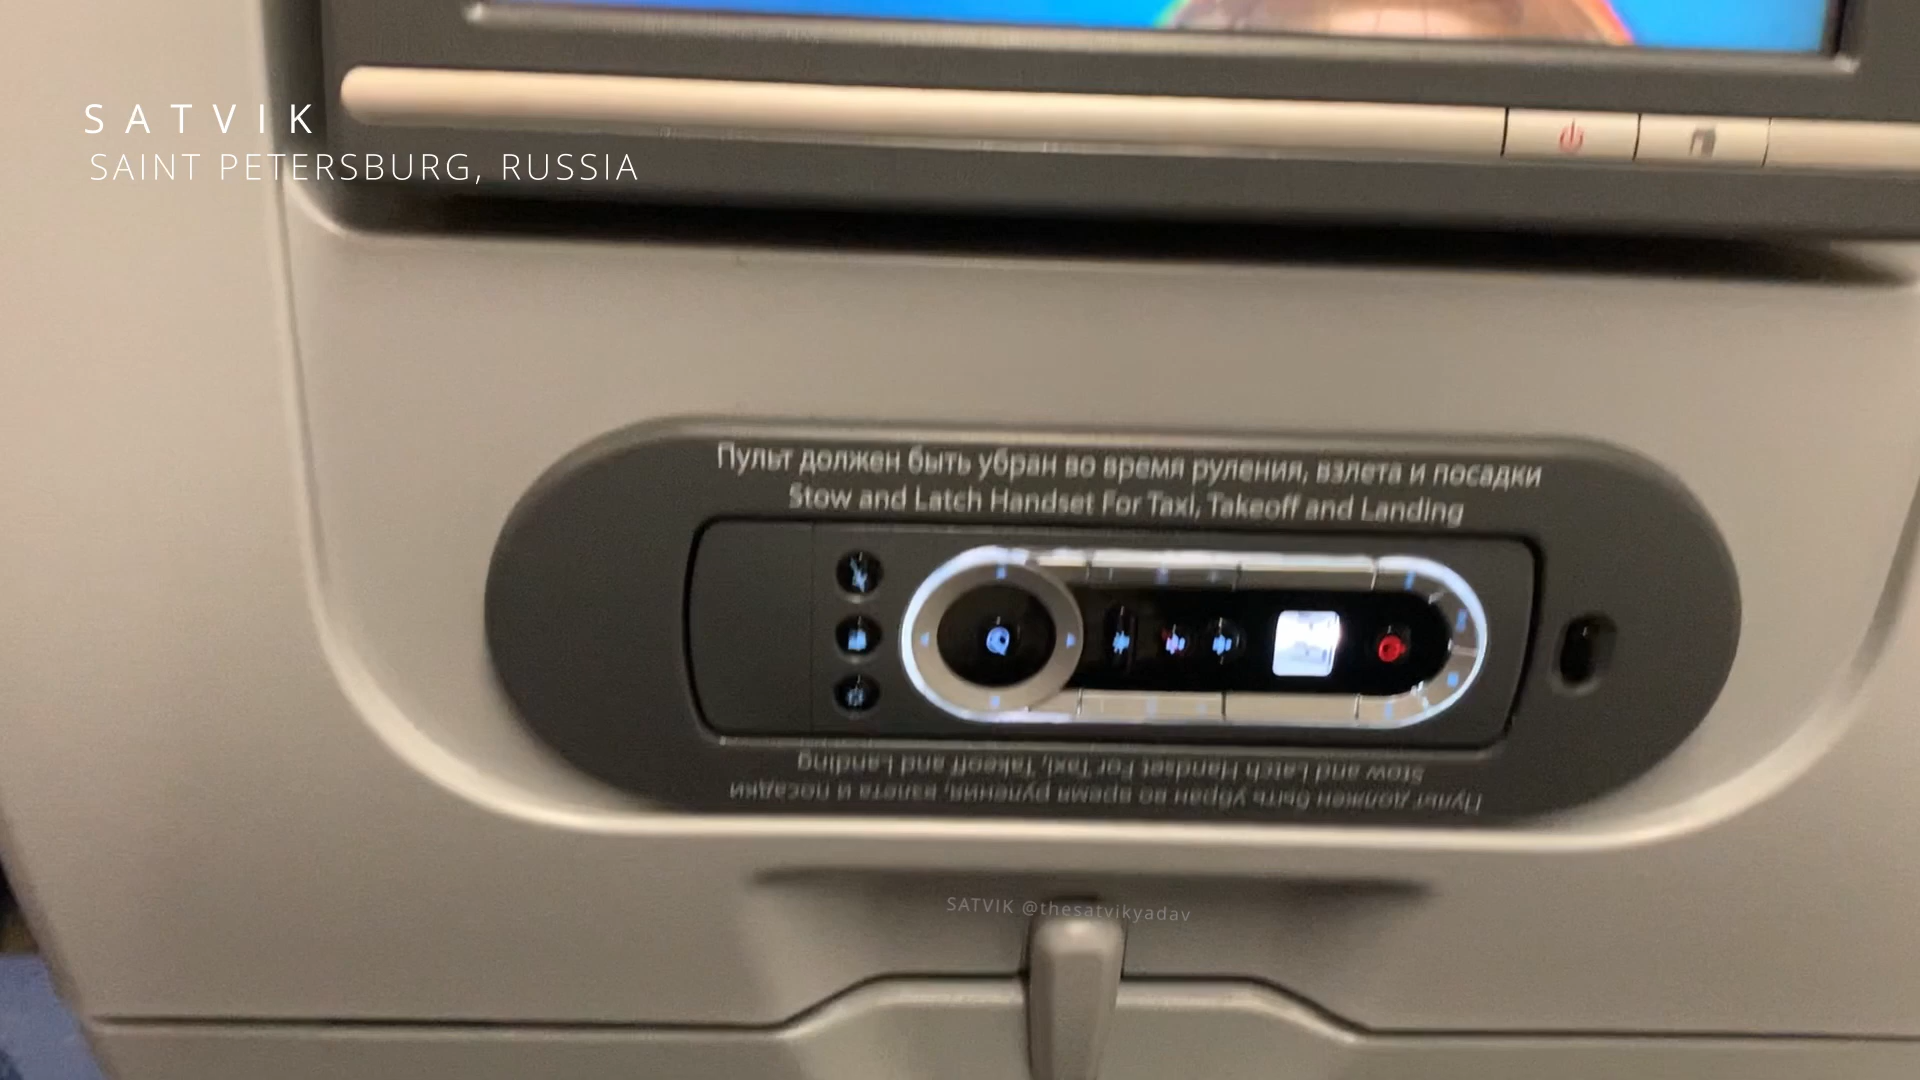 SATVIK
SAINT PETERSBURG, RUSSIA
Пульт должен быть убран во время руления, взлета и посадки
Stow and Latch Handset For Taxi, Takeoff and Landing
Stow and Latch Handset For Taxi, Takeoff and Landing
Пульт должен быть убран во время руления, взлета и посадки
SATVIK @thesatvikyadav